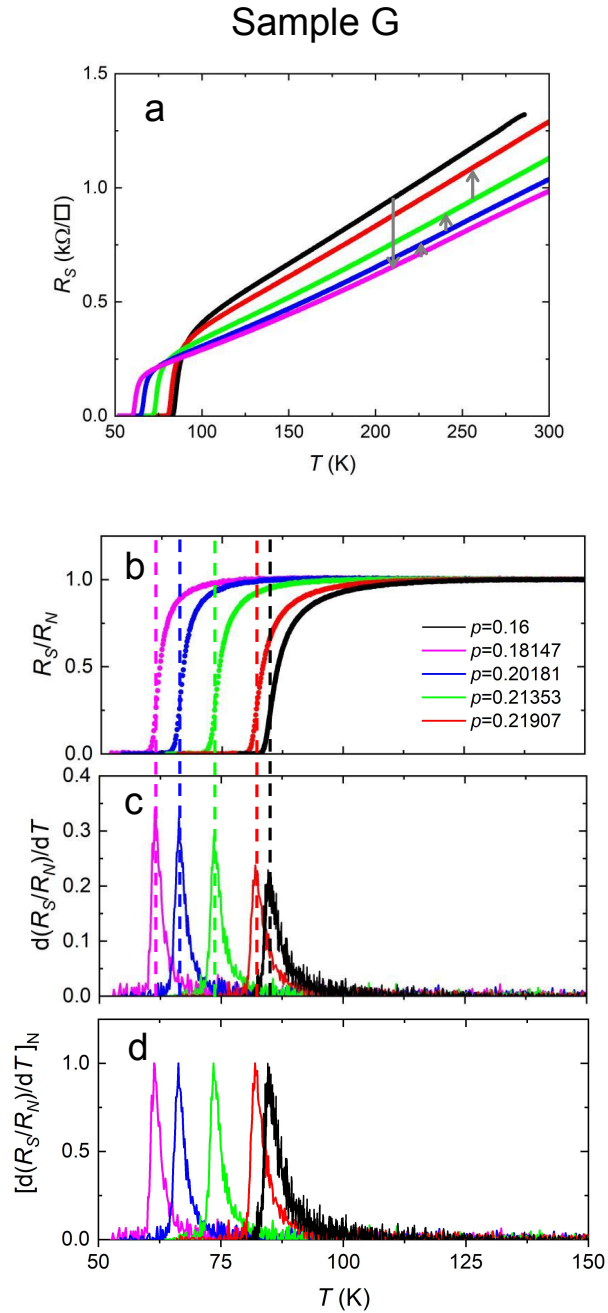 Sample G
a
1.5
1.0
0.5
0.0
R_S (kΩ/□)
50 100 150 200 250 300
T (K)
b
1.0
0.5
0.0
R_S/R_N
p=0.16
p=0.18147
p=0.20181
p=0.21353
p=0.21907
c
0.4
0.3
0.2
0.1
0.0
d(R_S/R_N)/dT
d
1.0
0.5
0.0
[d(R_S/R_N)/dT ]_N
50 75 100 125 150
T (K)